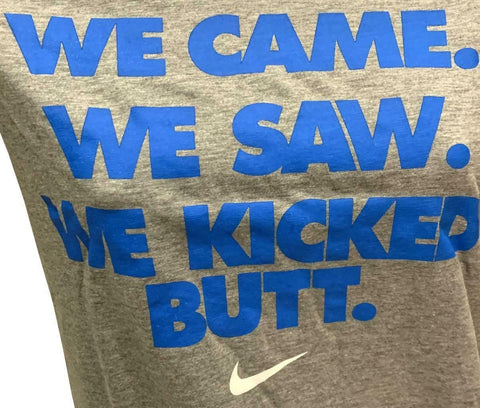 WE CAME.
WE SAW.
WE KICKED
BUTT.